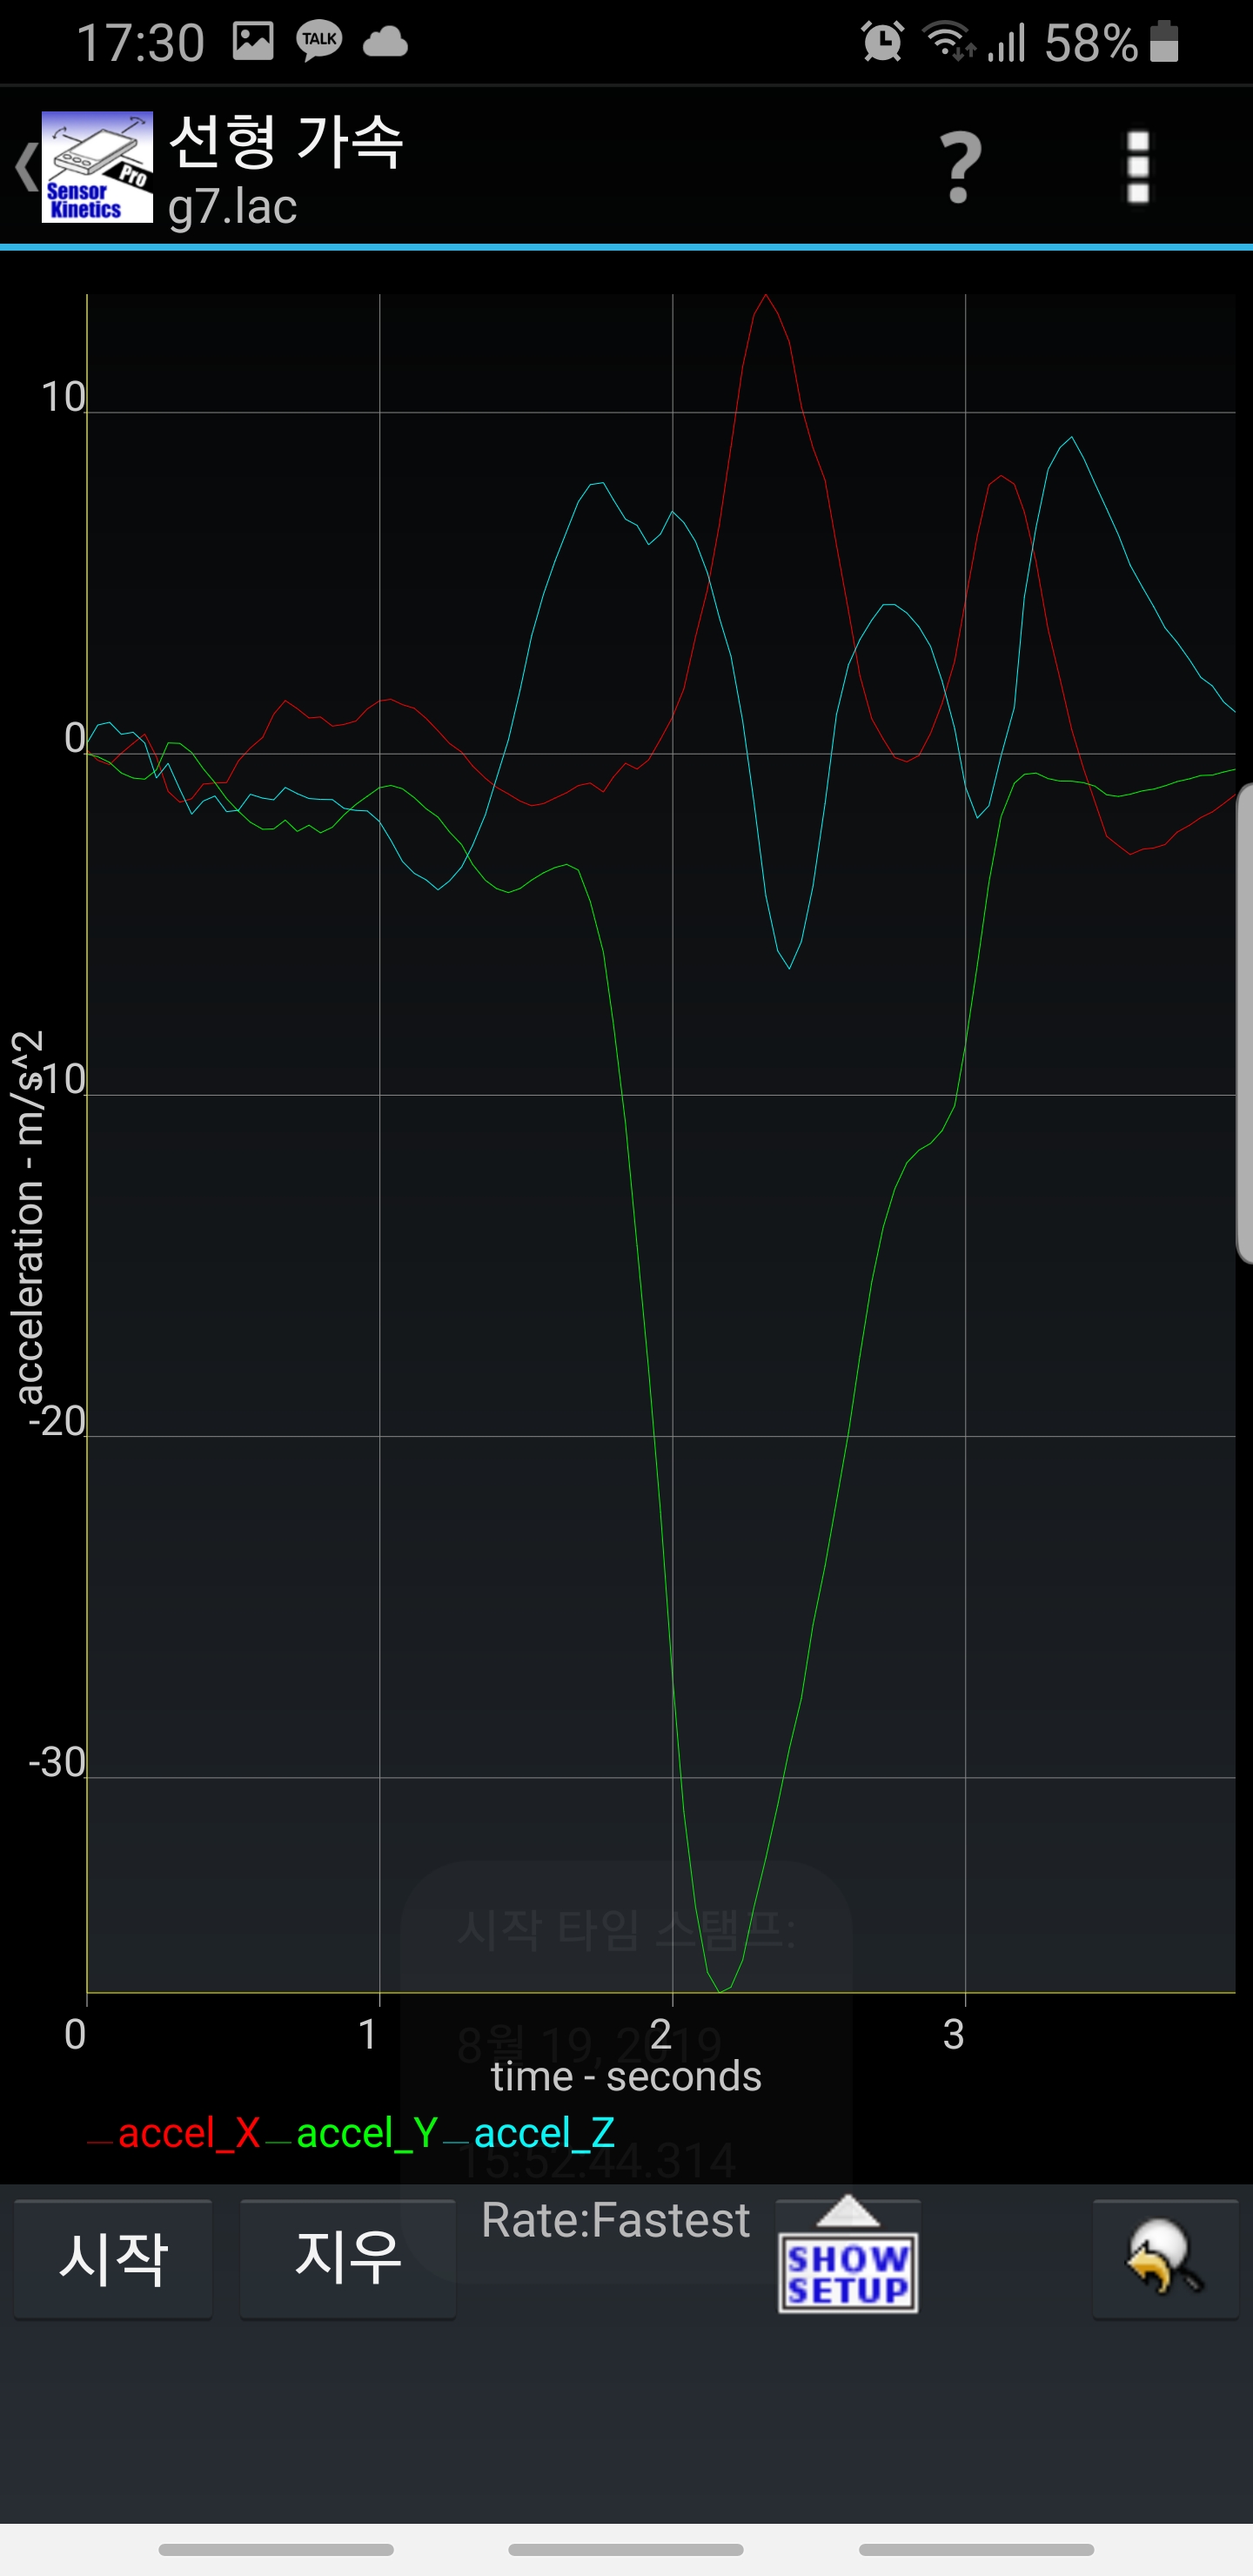 17:30 TALK 58%
Sensor Kinetics Pro
선형 가속
g7.lac
?
10
0
-10
-20
-30
acceleration - m/s^2
시작 타임 스탬프:
0 1 2 3
8월 19, 2019
time - seconds
accel_X accel_Y accel_Z
15:52:44.314
시작 지우 Rate:Fastest SHOW
SETUP